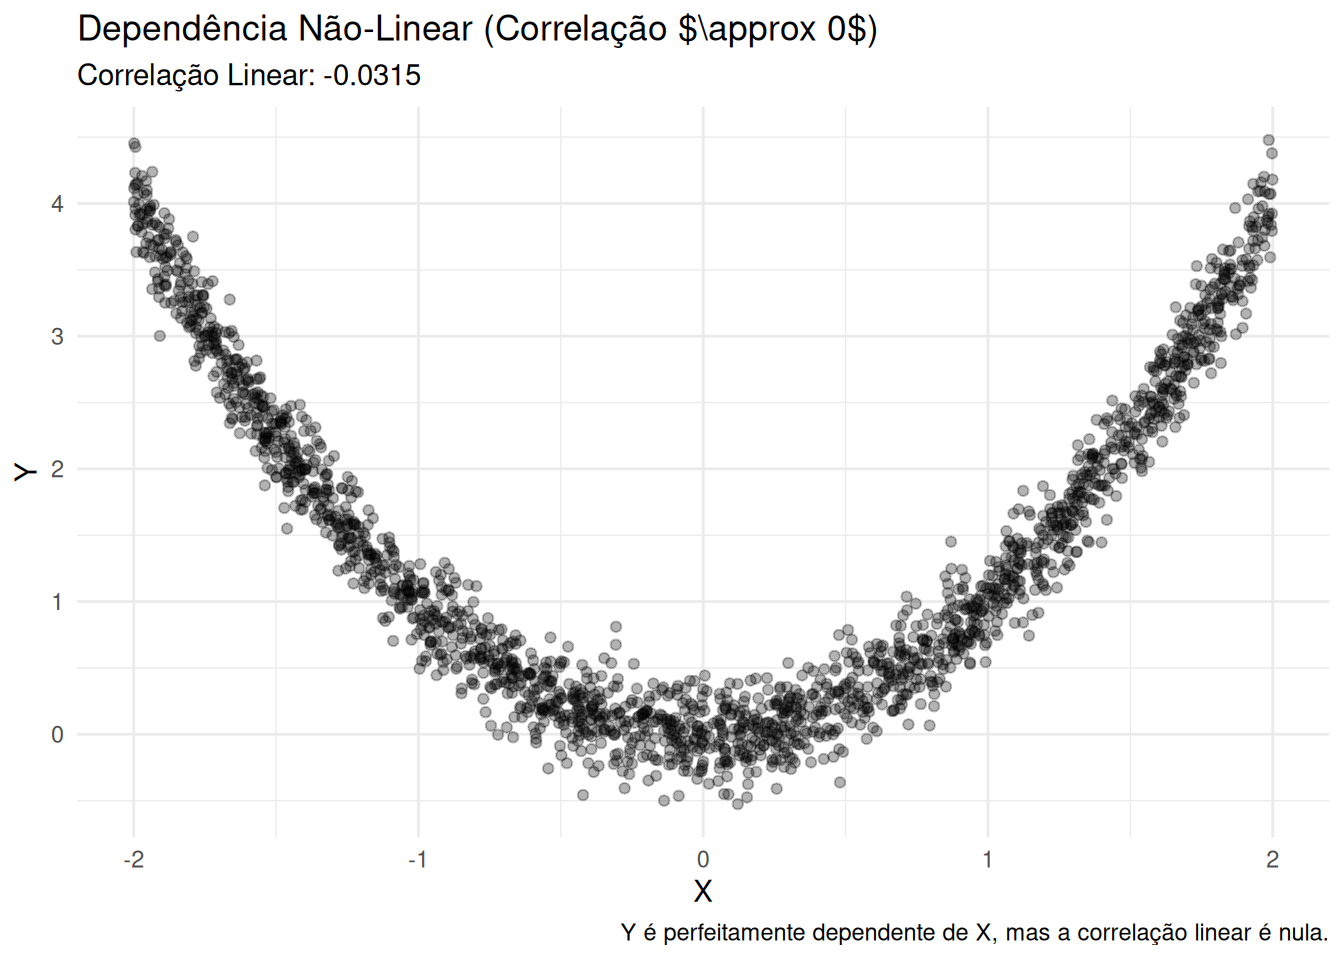 Dependência Não-Linear (Correlação $\approx 0$)
Correlação Linear: -0.0315
4
3
2
1
0
Y
-2 -1 0 1 2
X
Y é perfeitamente dependente de X, mas a correlação linear é nula.